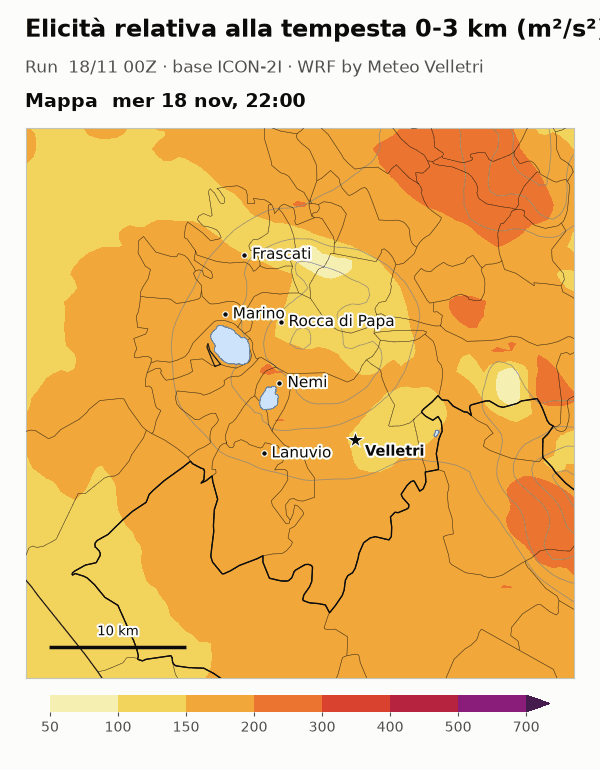 Elicità relativa alla tempesta 0-3 km (m²/s²)
Run 18/11 00Z · base ICON-2I · WRF by Meteo Velletri
Mappa mer 18 nov, 22:00
Frascati
Marino
Rocca di Papa
Nemi
Velletri
Lanuvio
10 km
50 100 150 200 300 400 500 700